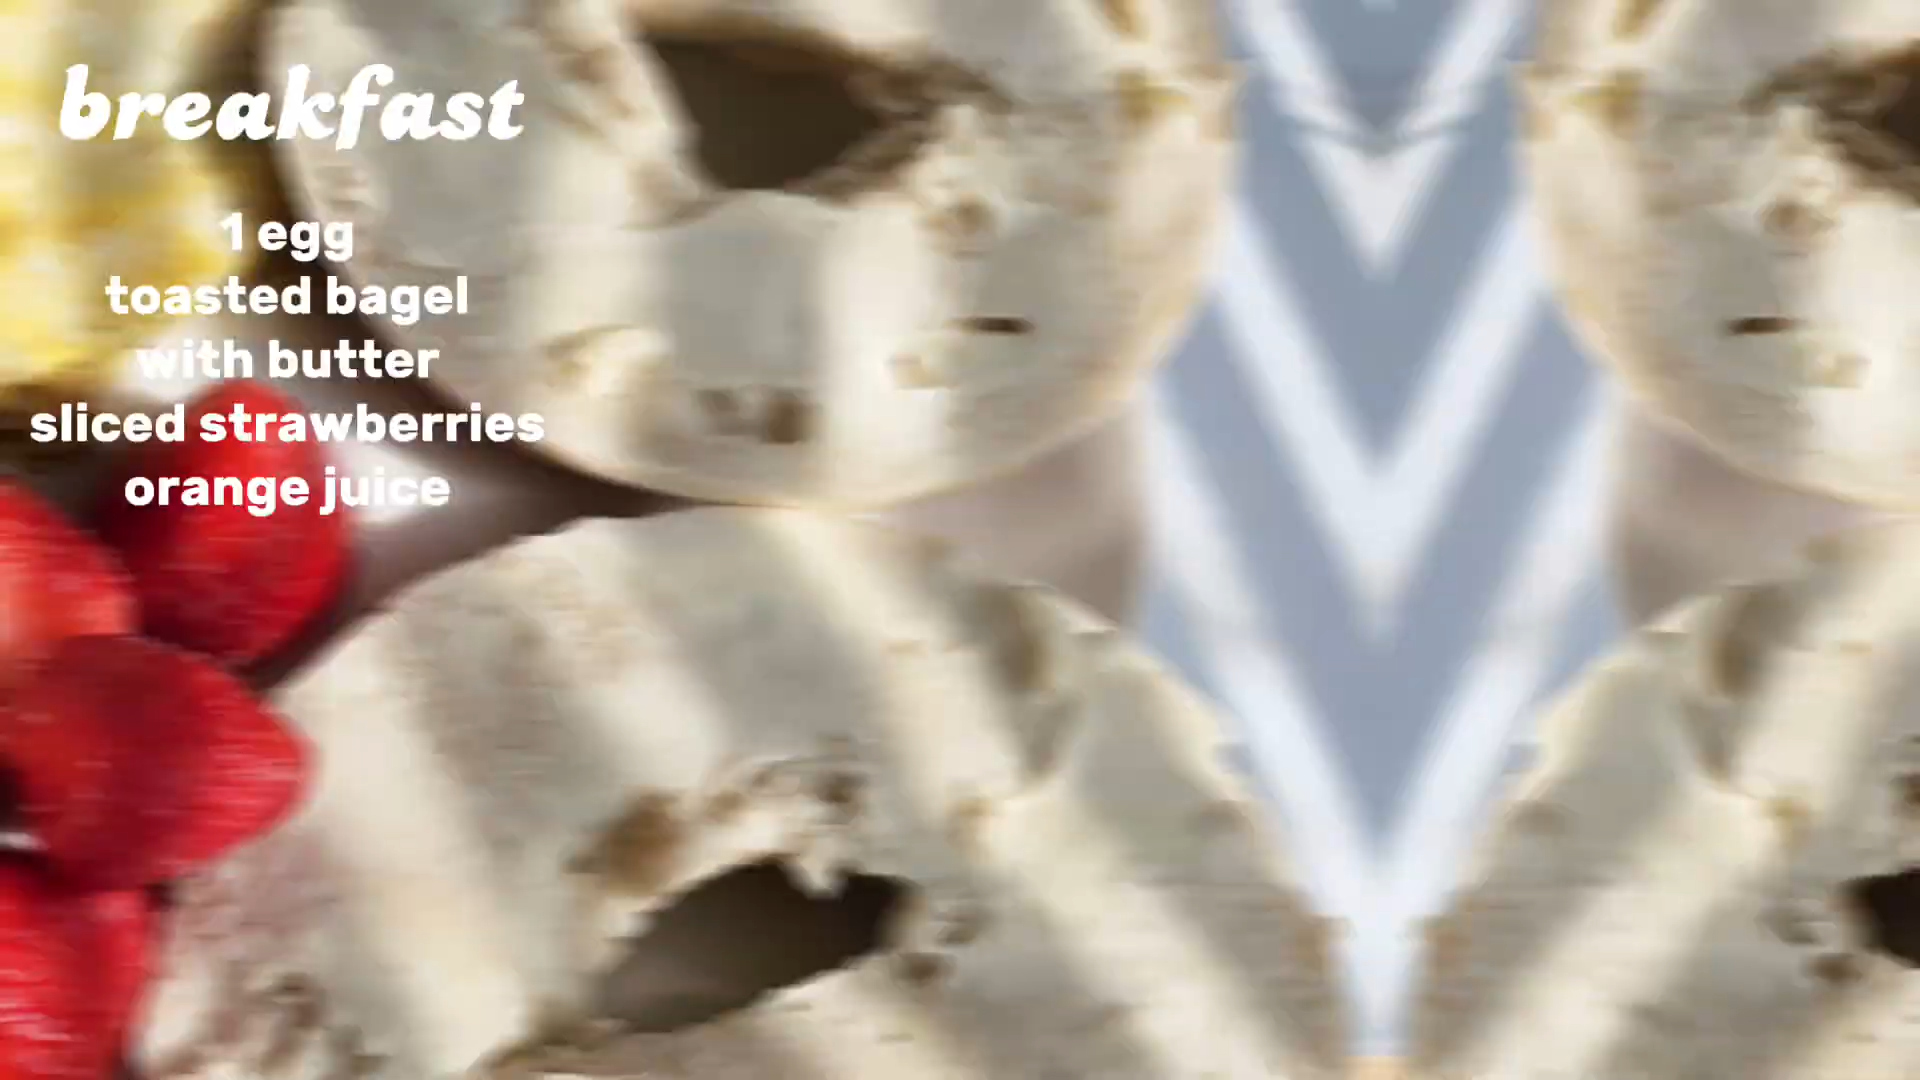 breakfast
1 egg
toasted bagel
with butter
sliced strawberries
orange juice